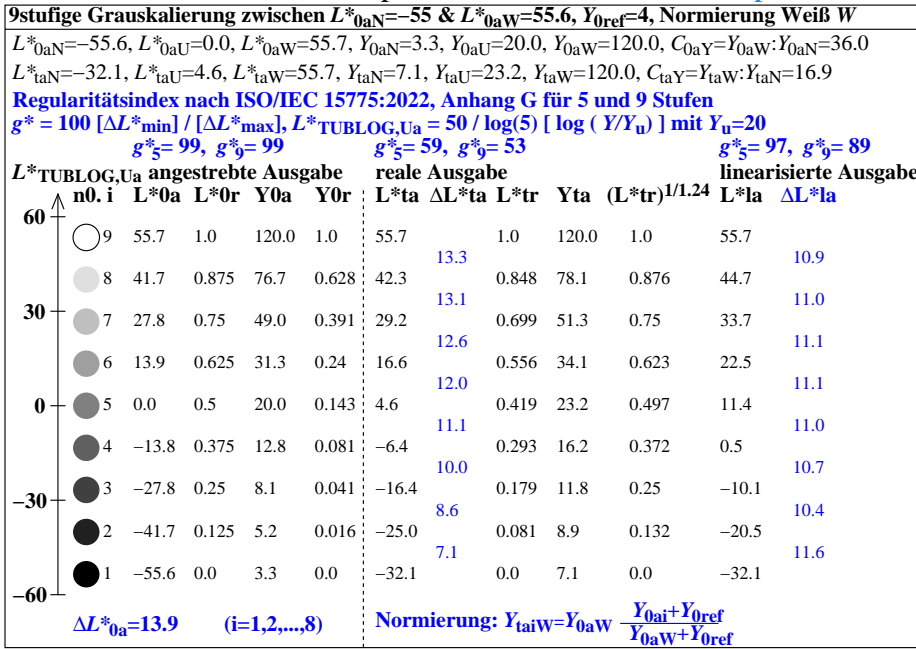 9stufige Grauskalierung zwischen L*0aN=−55 & L*0aW=55.6, Y0ref=4, Normierung Weiß W
L*0aN=−55.6, L*0aU=0.0, L*0aW=55.7, Y0aN=3.3, Y0aU=20.0, Y0aW=120.0, C0aY=Y0aW:Y0aN=36.0
L*taN=−32.1, L*taU=4.6, L*taW=55.7, YtaN=7.1, YtaU=23.2, YtaW=120.0, CtaY=YtaW:YtaN=16.9
Regularitätsindex nach ISO/IEC 15775:2022, Anhang G für 5 und 9 Stufen
g* = 100 [ΔL*min] / [ΔL*max], L*TUBLOG,Ua = 50 / log(5) [ log ( Y/Yu) ] mit Yu=20
g*5= 99, g*9= 99 g*5= 59, g*9= 53 g*5= 97, g*9= 89
L*TUBLOG,Ua angestrebte Ausgabe reale Ausgabe linearisierte Ausgabe
n0. i L*0a L*0r Y0a Y0r L*ta ΔL*ta L*tr Yta (L*tr)1/1.24 L*la ΔL*la
60
9 55.7 1.0 120.0 1.0 55.7 1.0 120.0 1.0 55.7
13.3 10.9
8 41.7 0.875 76.7 0.628 42.3 0.848 78.1 0.876 44.7
13.1 11.0
30
7 27.8 0.75 49.0 0.391 29.2 0.699 51.3 0.75 33.7
12.6 11.1
6 13.9 0.625 31.3 0.24 16.6 0.556 34.1 0.623 22.5
12.0 11.1
0 5 0.0 0.5 20.0 0.143 4.6 0.419 23.2 0.497 11.4
11.1 11.0
4 −13.8 0.375 12.8 0.081 −6.4 0.293 16.2 0.372 0.5
10.0 10.7
3 −27.8 0.25 8.1 0.041 −16.4 0.179 11.8 0.25 −10.1
−30
8.6 10.4
2 −41.7 0.125 5.2 0.016 −25.0 0.081 8.9 0.132 −20.5
7.1 11.6
1 −55.6 0.0 3.3 0.0 −32.1 0.0 7.1 0.0 −32.1
−60
ΔL*0a=13.9 (i=1,2,...,8) Normierung: YtaiW=Y0aW Y0ai+Y0ref
Y0aW+Y0ref